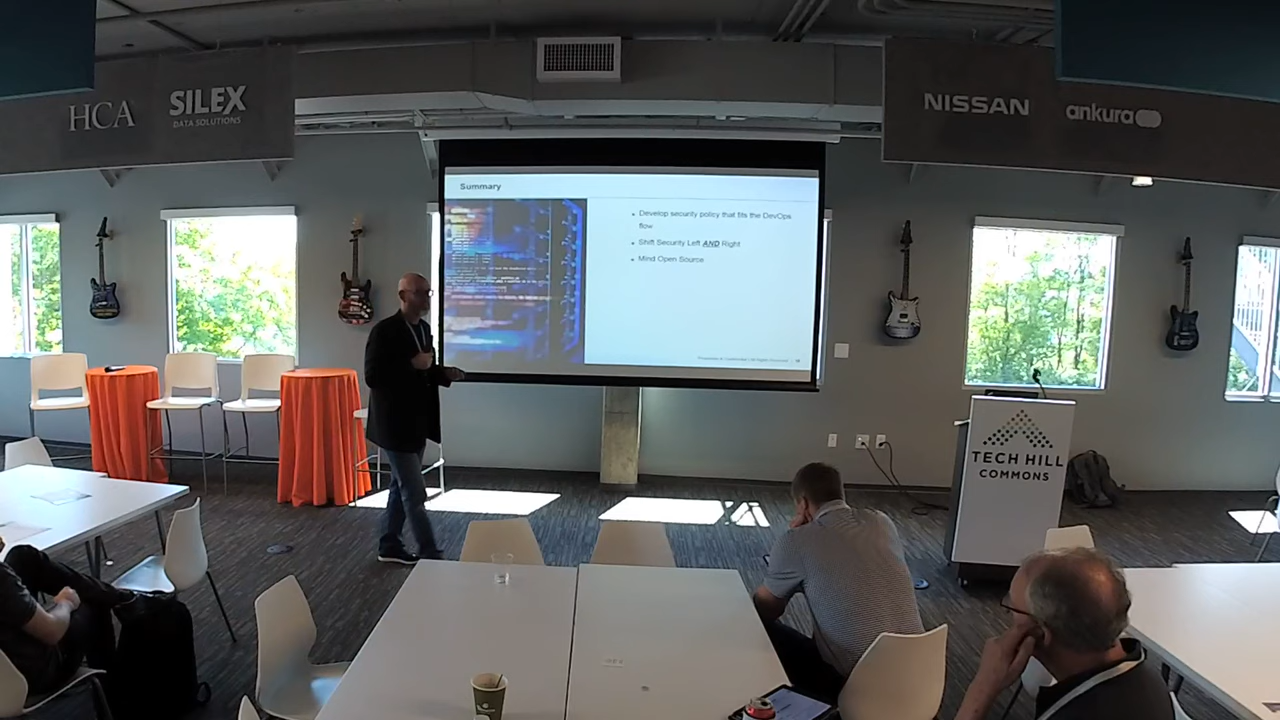 HCA
SILEX
DATA SOLUTIONS
NISSAN
ankura
Summary
Develop security policy that fits the DevOps
flow
Shift Security Left AND Right
Mind Open Source
TECH HILL
COMMONS